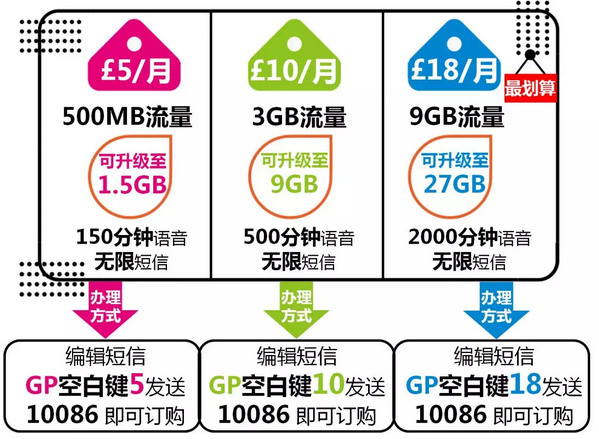 £5/月
500MB流量
可升级至
1.5GB
150分钟语音
无限短信
£10/月
3GB流量
可升级至
9GB
500分钟语音
无限短信
£18/月
最划算
9GB流量
可升级至
27GB
2000分钟语音
无限短信
办理
方式
编辑短信
GP空白键5发送
10086 即可订购
办理
方式
编辑短信
GP空白键10发送
10086 即可订购
办理
方式
编辑短信
GP空白键18发送
10086 即可订购